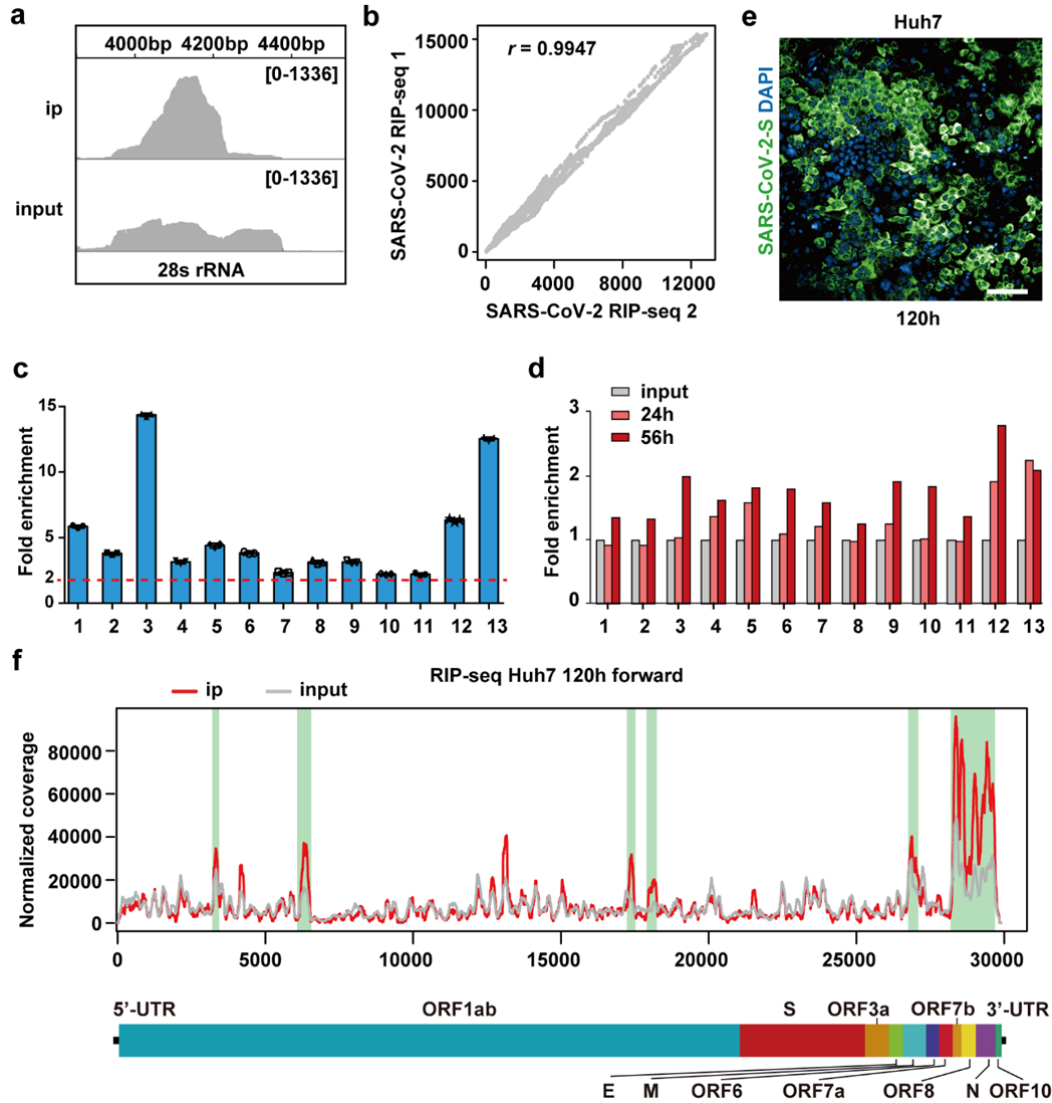 a
4000bp 4200bp 4400bp
[0-1336]
ip
[0-1336]
input
28s rRNA
b
r = 0.9947
SARS-CoV-2 RIP-seq 1
15000
10000
5000
0
0 4000 8000 12000
SARS-CoV-2 RIP-seq 2
e
Huh7
SARS-CoV-2-S DAPI
120h
c
Fold enrichment
15
10
5
2
0
1 2 3 4 5 6 7 8 9 10 11 12 13
d
input
24h
56h
Fold enrichment
3
2
1
0
1 2 3 4 5 6 7 8 9 10 11 12 13
f
RIP-seq Huh7 120h forward
ip input
Normalized coverage
80000
60000
40000
20000
0
0 5000 10000 15000 20000 25000 30000
5’-UTR ORF1ab S ORF3a ORF7b 3’-UTR
E M ORF6 ORF7a ORF8 N ORF10